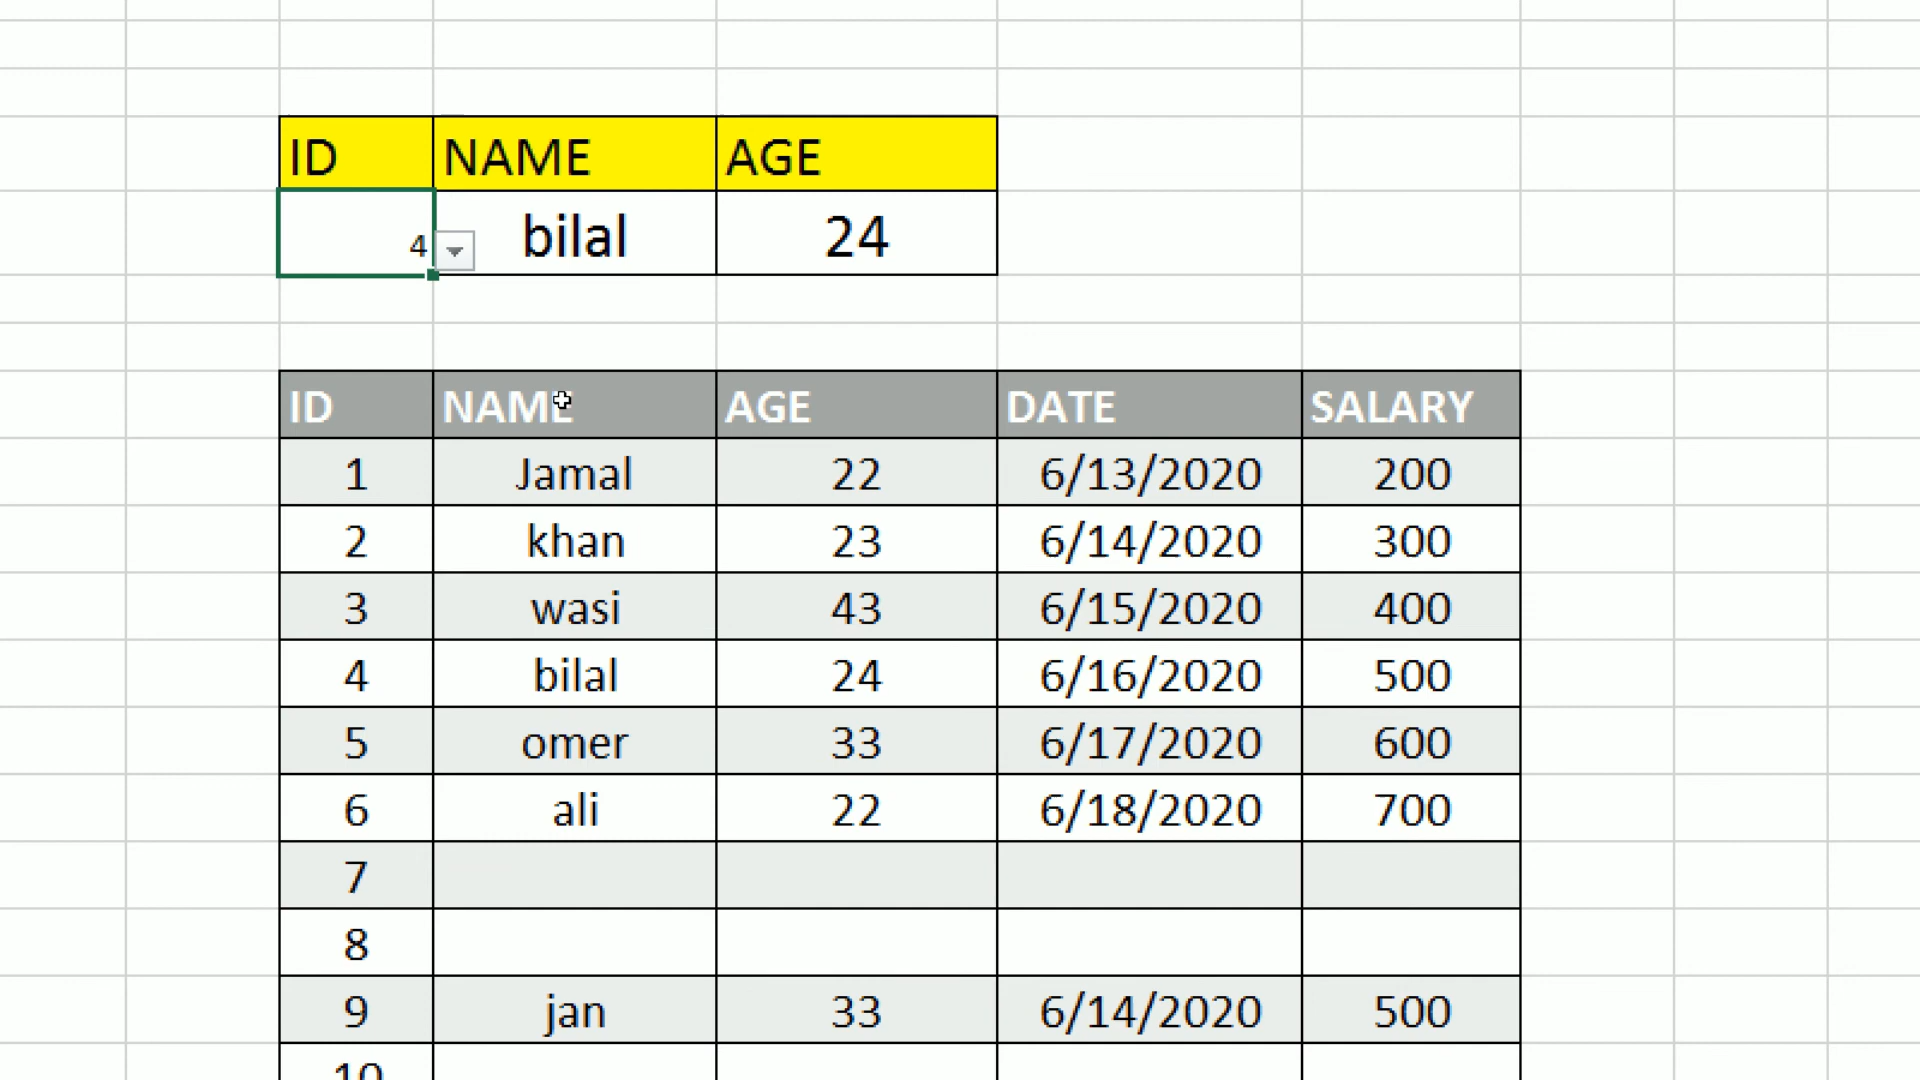 ID NAME AGE
4 bilal 24
ID NAME AGE DATE SALARY
1 Jamal 22 6/13/2020 200
2 khan 23 6/14/2020 300
3 wasi 43 6/15/2020 400
4 bilal 24 6/16/2020 500
5 omer 33 6/17/2020 600
6 ali 22 6/18/2020 700
7
8
9 jan 33 6/14/2020 500
10